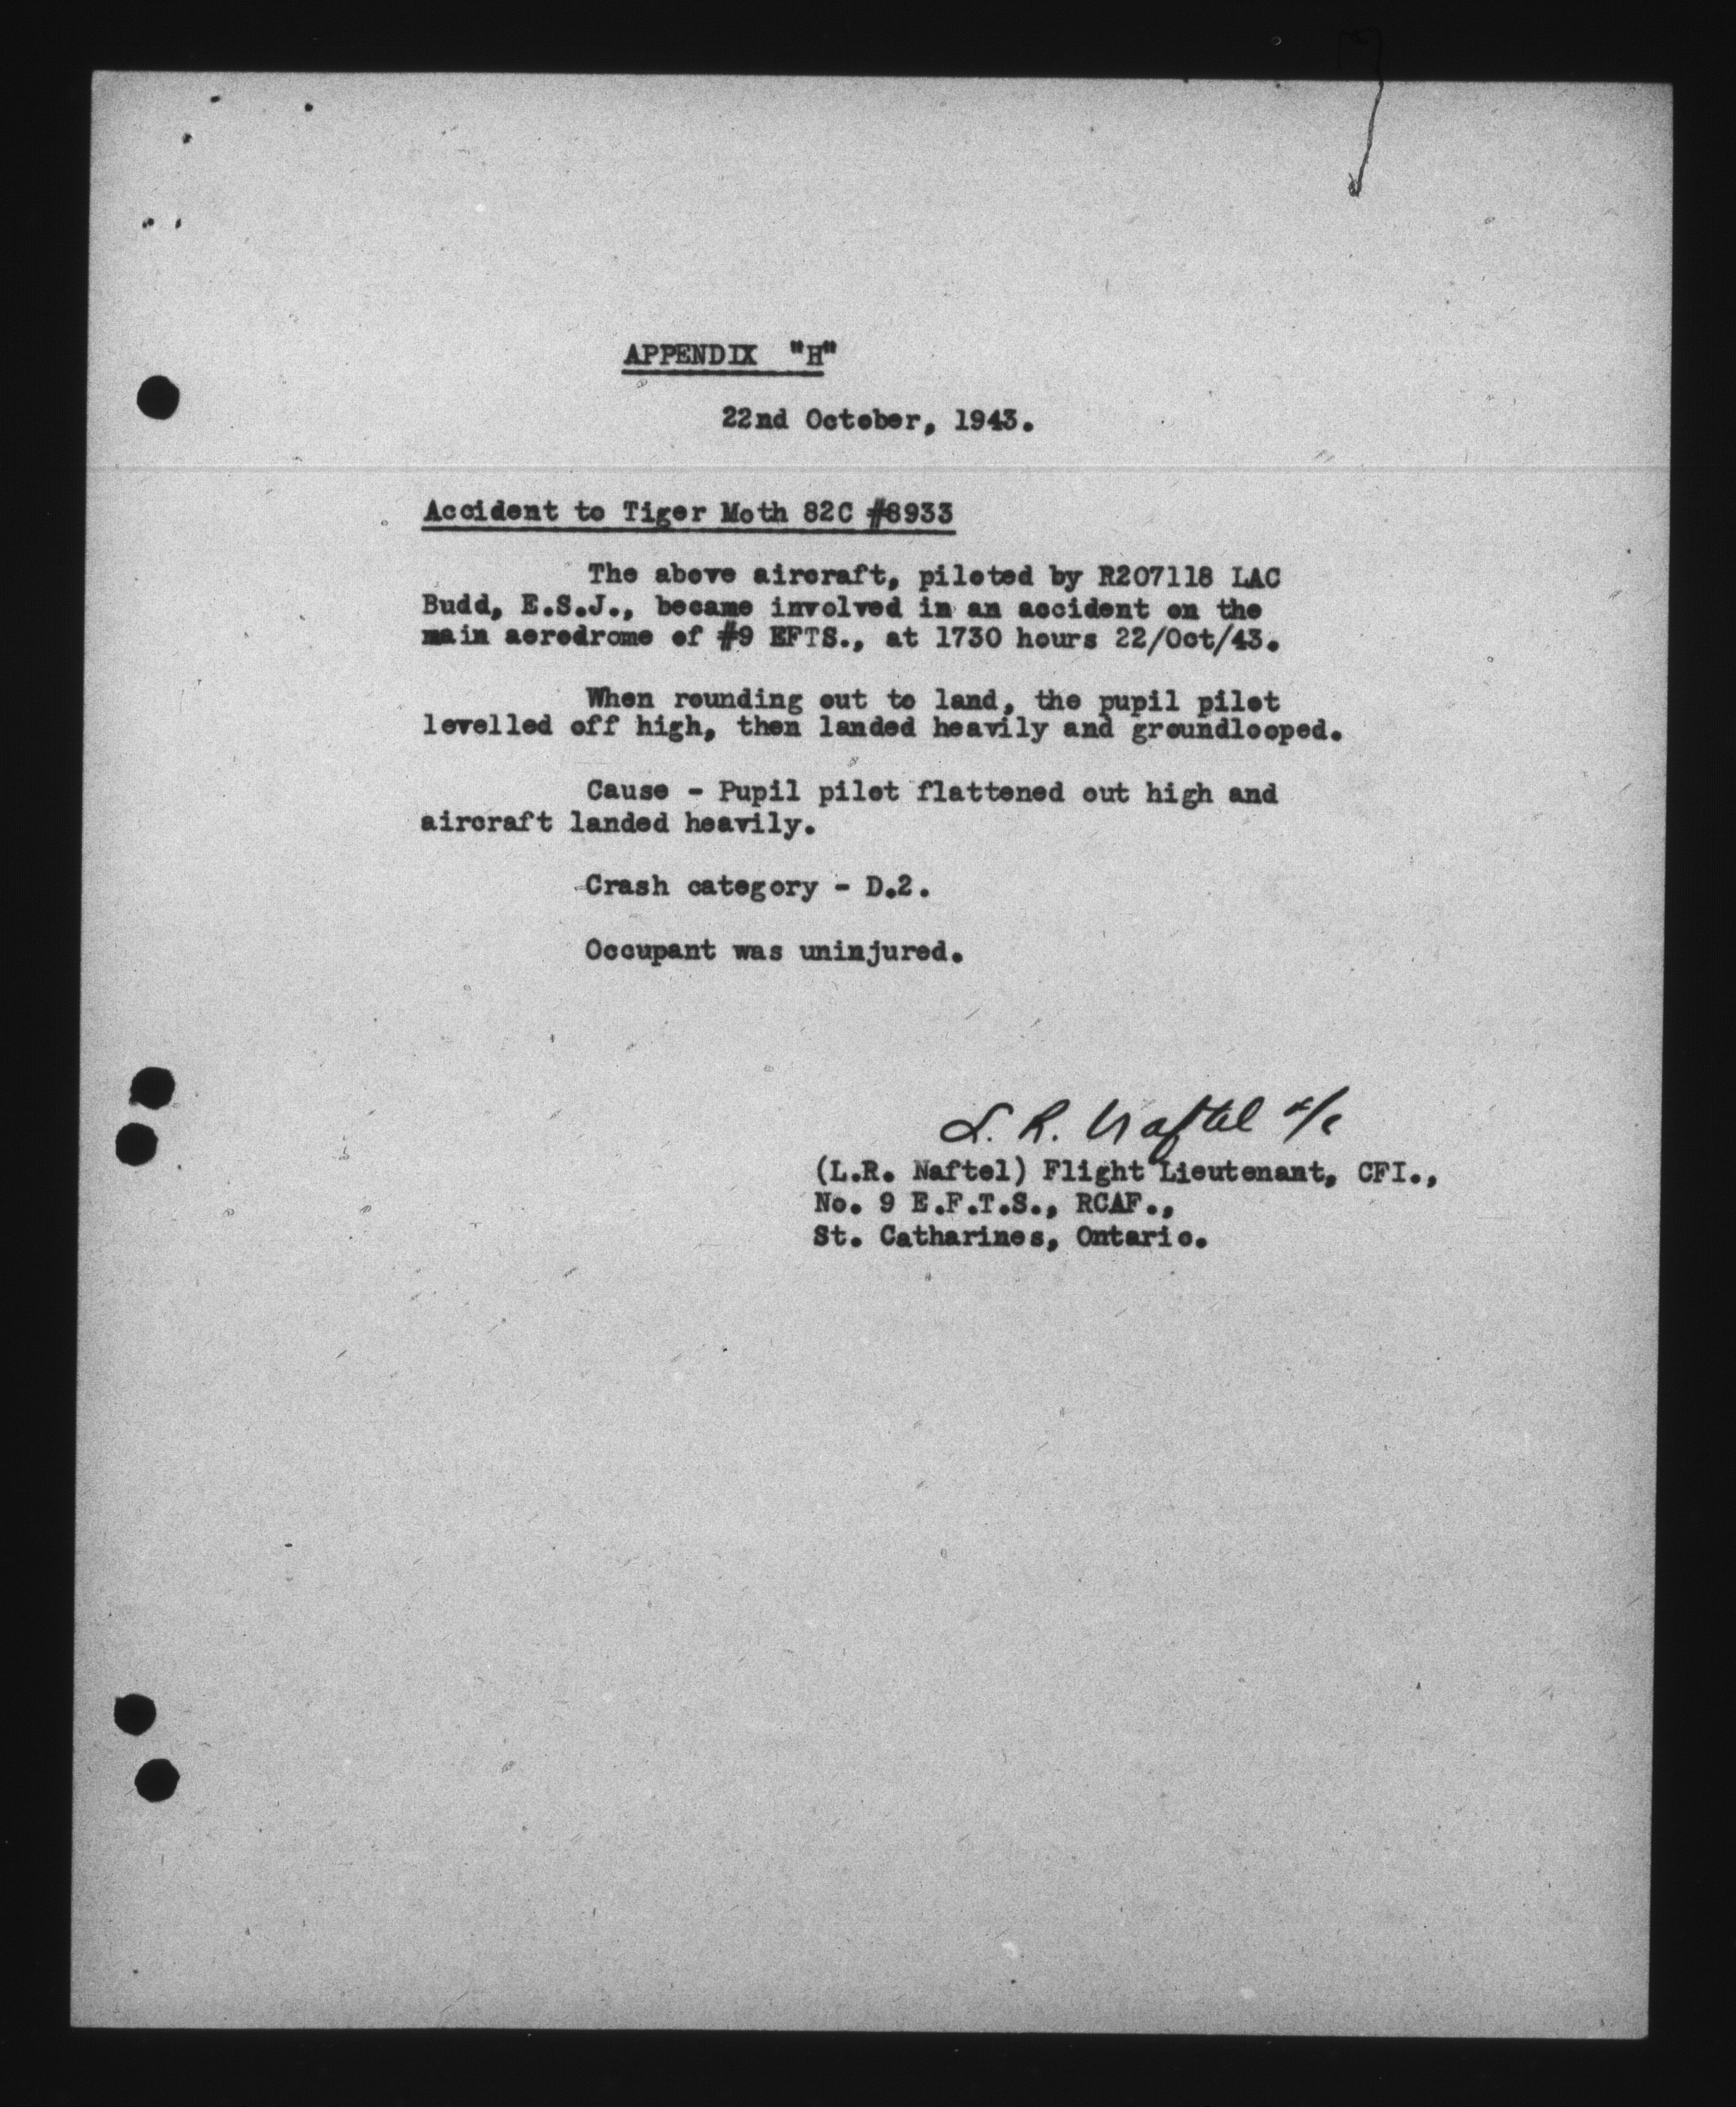 APPENDIX "H"
22nd October, 1943.
Accident to Tiger Moth 82C #8933
The above aircraft, piloted by R207118 LAC
Budd, E.S.J., became involved in an accident on the
main aerodrome of #9 EFTS., at 1730 hours 22/Oct/43.
When rounding out to land, the pupil pilot
levelled off high, then landed heavily and groundlooped.
Cause - Pupil pilot flattened out high and
aircraft landed heavily.
Crash category - D.2.
Occupant was uninjured.
L. R. Naftel F/L
(L.R. Naftel) Flight Lieutenant, CFI.,
No. 9 E.F.T.S., RCAF.,
St. Catharines, Ontario.